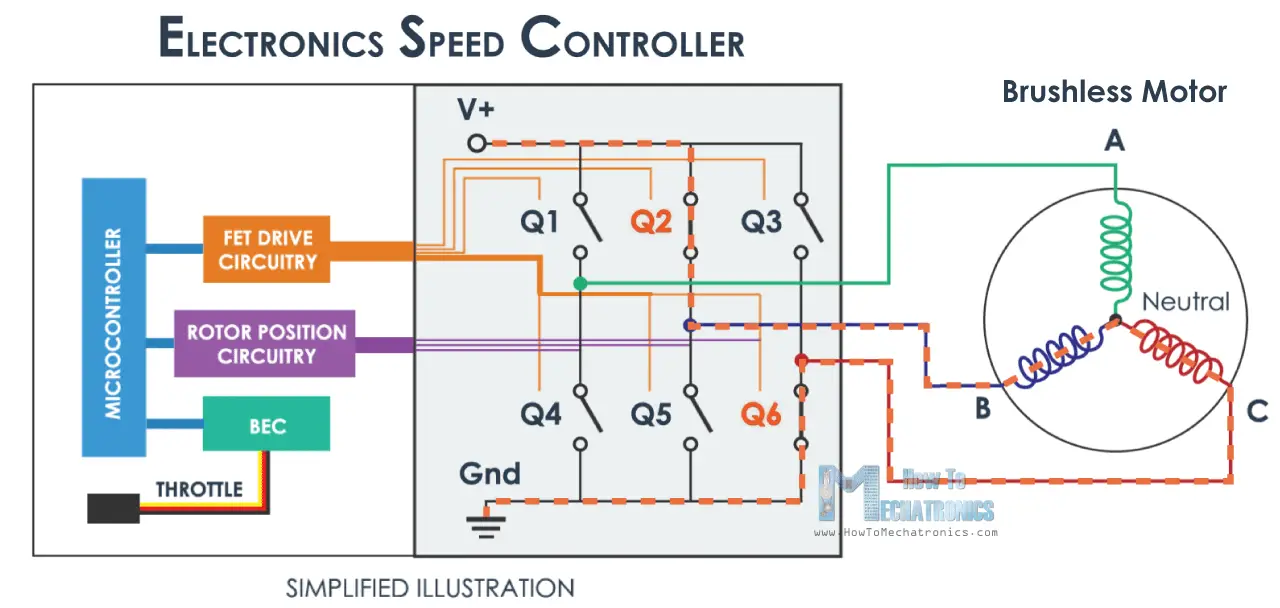 ELECTRONICS SPEED CONTROLLER
Brushless Motor
V+
A
Q1
Q2
Q3
MICROCONTROLLER
FET DRIVE
CIRCUITRY
Neutral
ROTOR POSITION
CIRCUITRY
B
C
Q4
Q5
Q6
BEC
Gnd
THROTTLE
How To
MECHATRONICS
www.HowToMechatronics.com
SIMPLIFIED ILLUSTRATION